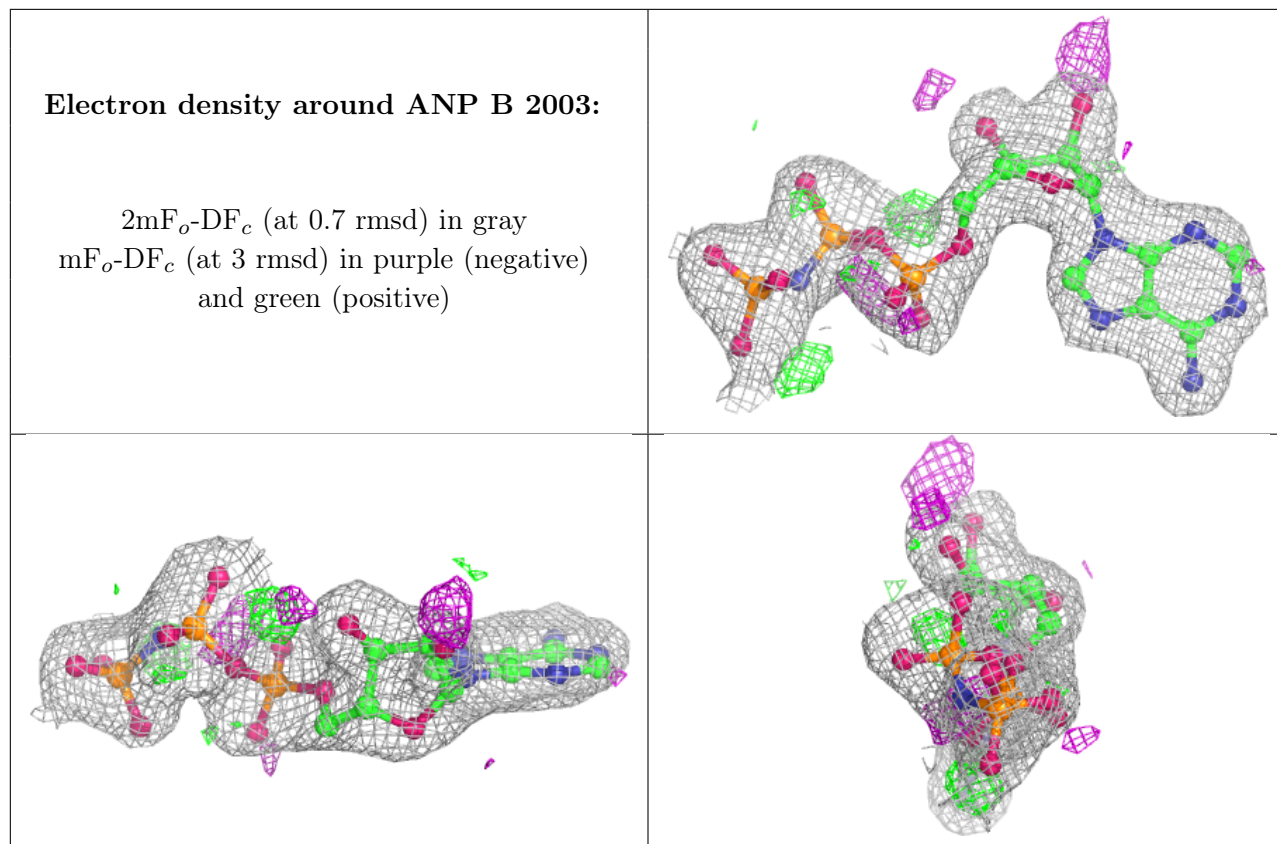 Electron density around ANP B 2003:
2mFo-DFc (at 0.7 rmsd) in gray
mFo-DFc (at 3 rmsd) in purple (negative)
and green (positive)